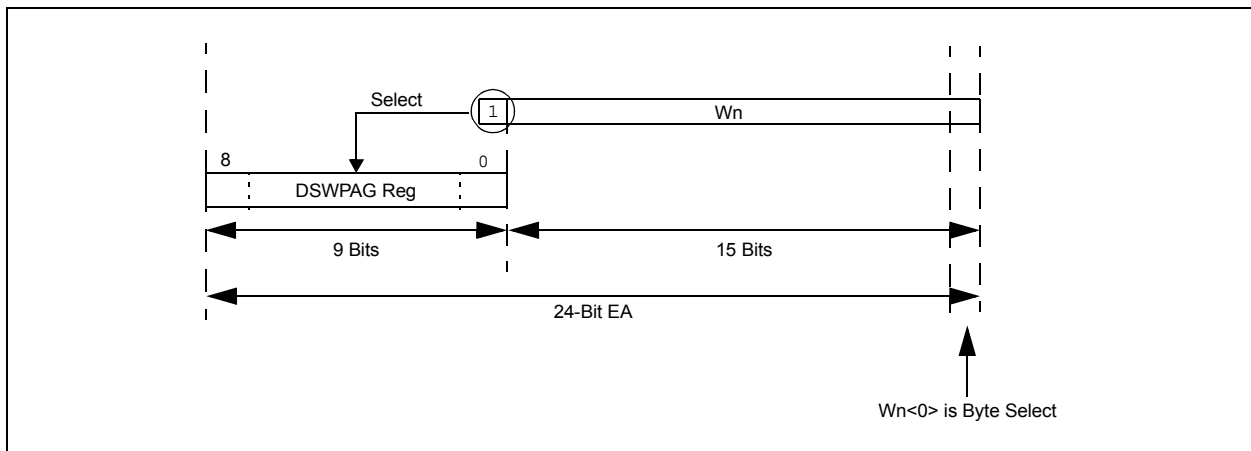 Select
1
Wn
8
0
DSWPAG Reg
9 Bits
15 Bits
24-Bit EA
Wn<0> is Byte Select